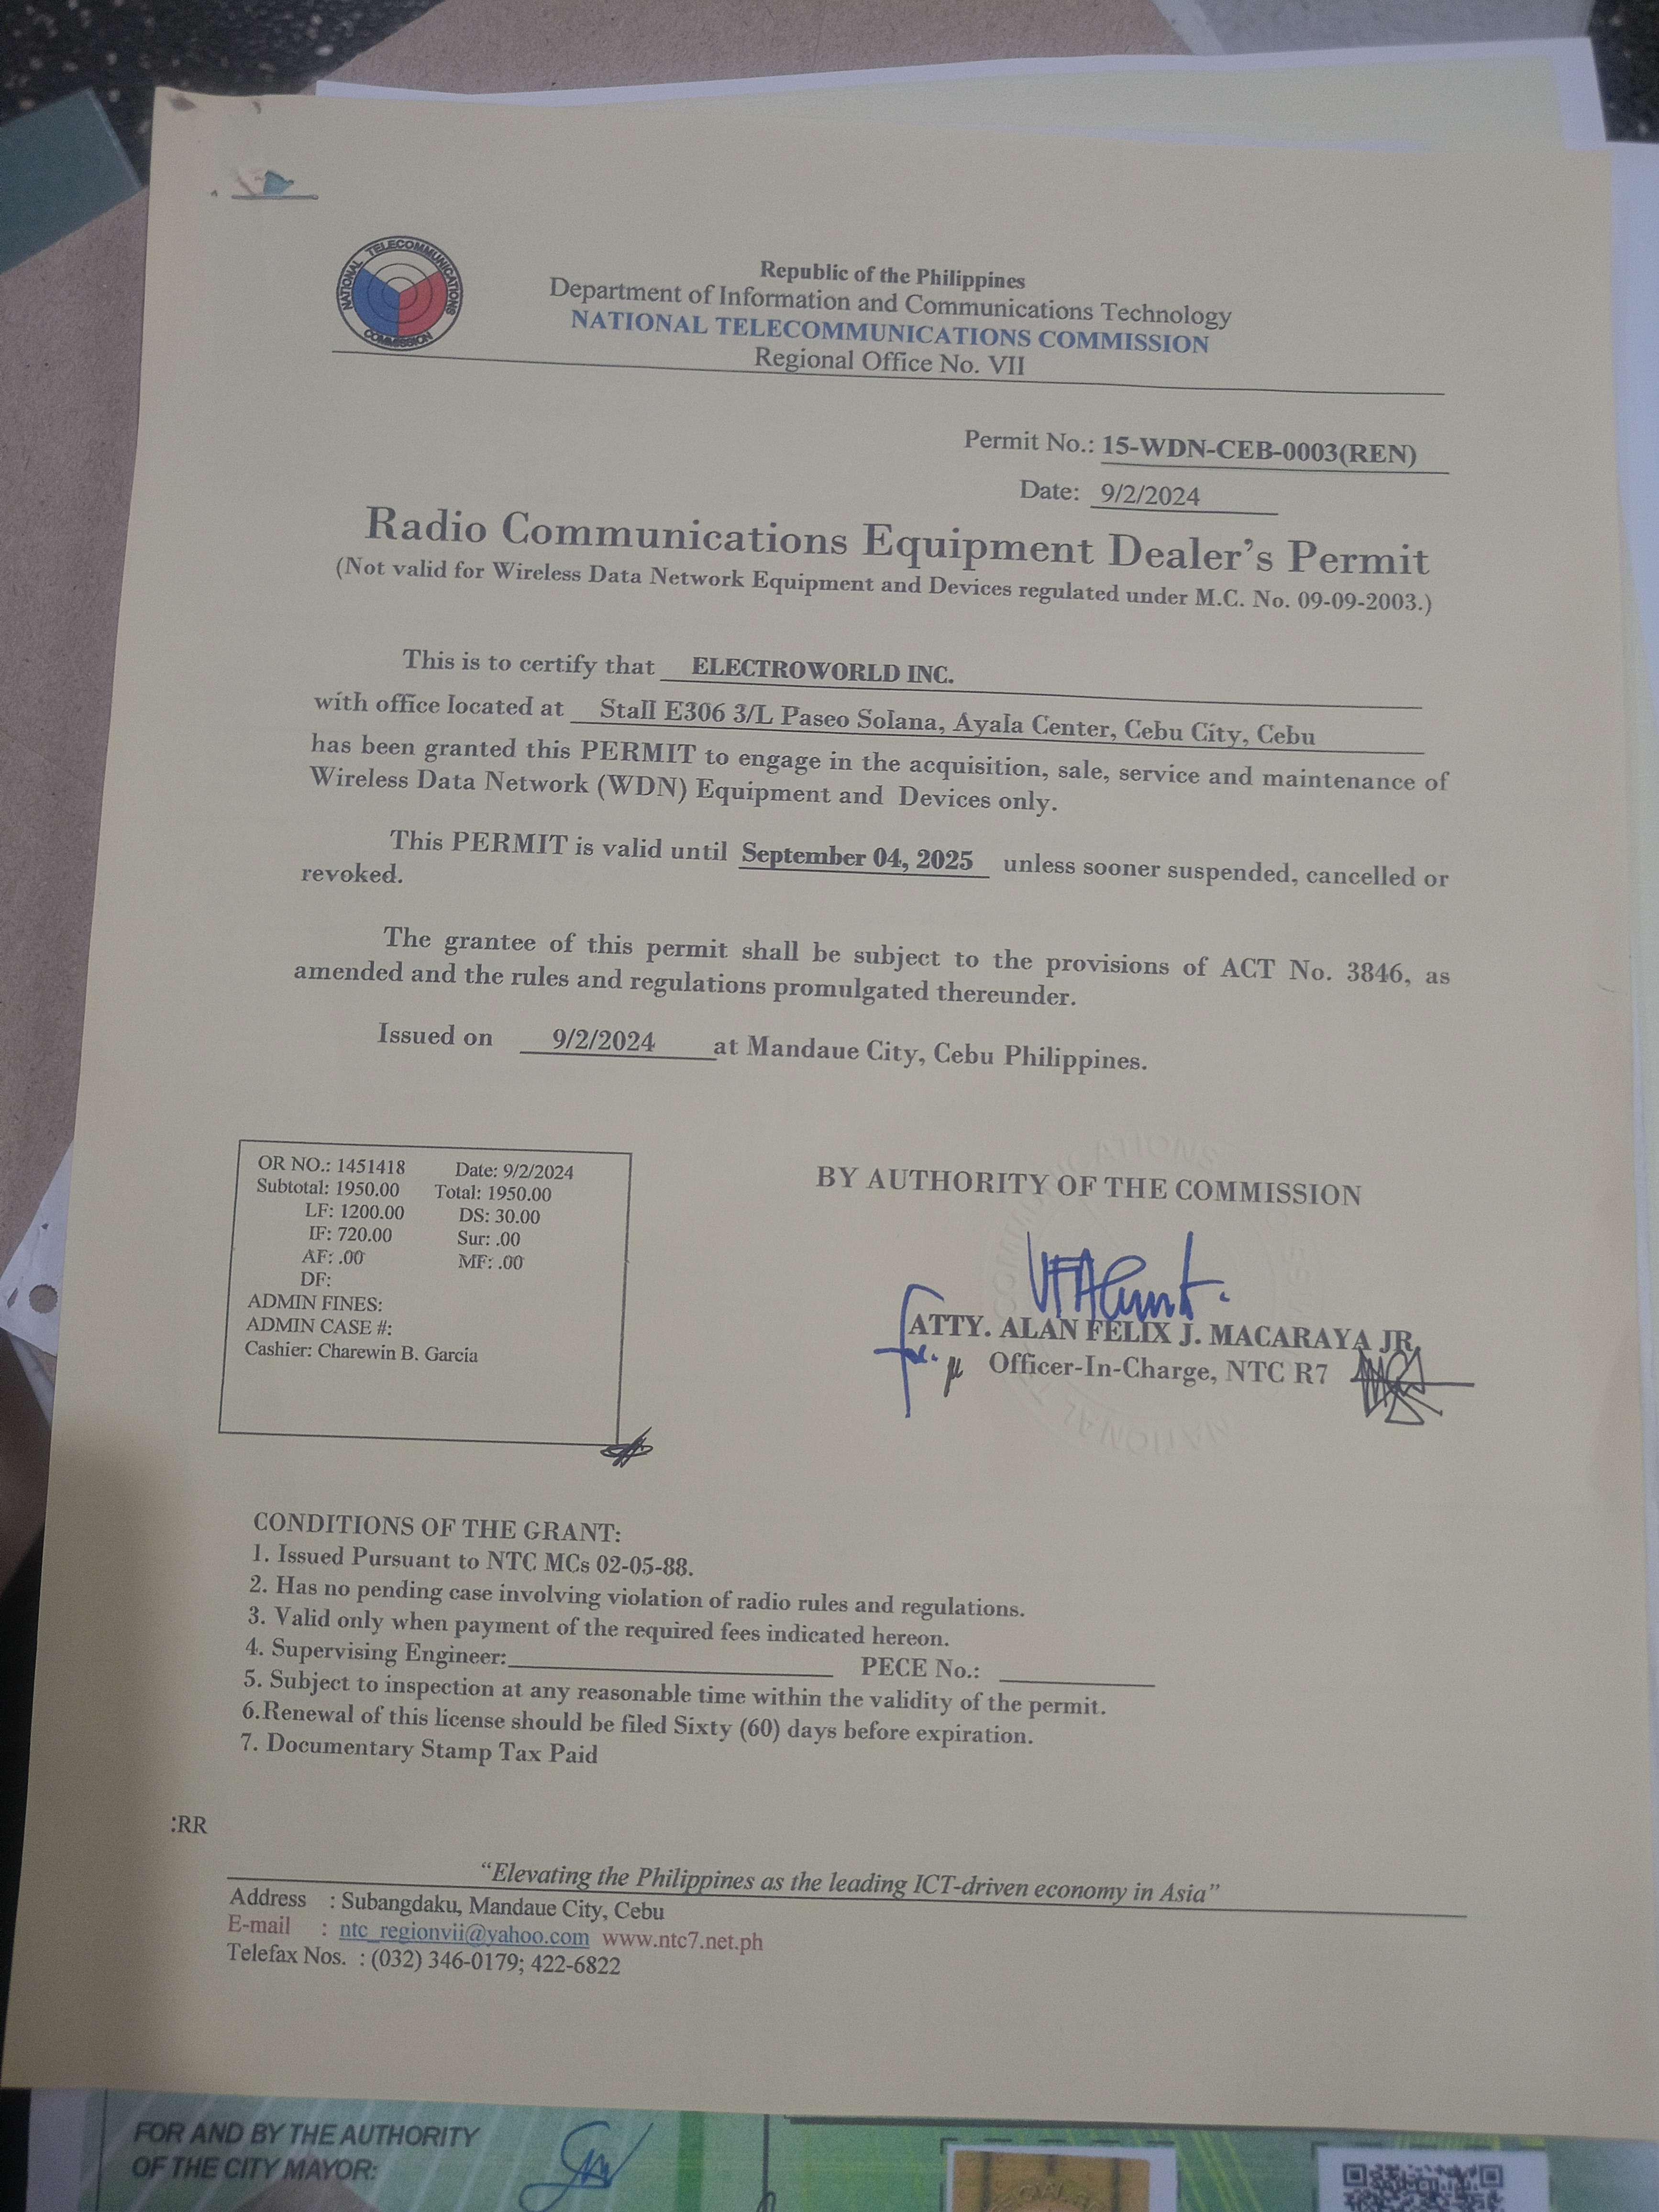 NATIONAL TELECOMMUNICATIONS COMMISSION
Republic of the Philippines
Department of Information and Communications Technology
NATIONAL TELECOMMUNICATIONS COMMISSION
Regional Office No. VII
Permit No.: 15-WDN-CEB-0003(REN)
Date: 9/2/2024
Radio Communications Equipment Dealer's Permit
(Not valid for Wireless Data Network Equipment and Devices regulated under M.C. No. 09-09-2003.)
This is to certify that ELECTROWORLD INC.
with office located at Stall E306 3/L Paseo Solana, Ayala Center, Cebu City, Cebu
has been granted this PERMIT to engage in the acquisition, sale, service and maintenance of
Wireless Data Network (WDN) Equipment and Devices only.
This PERMIT is valid until September 04, 2025 unless sooner suspended, cancelled or
revoked.
The grantee of this permit shall be subject to the provisions of ACT No. 3846, as
amended and the rules and regulations promulgated thereunder.
Issued on 9/2/2024 at Mandaue City, Cebu Philippines.
OR NO.: 1451418 Date: 9/2/2024
Subtotal: 1950.00 Total: 1950.00
LF: 1200.00 DS: 30.00
IF: 720.00 Sur: .00
AF: .00 MF: .00
DF:
ADMIN FINES:
ADMIN CASE #:
Cashier: Charewin B. Garcia
BY AUTHORITY OF THE COMMISSION
ATTY. ALAN FELIX J. MACARAYA JR.
for. Officer-In-Charge, NTC R7
CONDITIONS OF THE GRANT:
1. Issued Pursuant to NTC MCs 02-05-88.
2. Has no pending case involving violation of radio rules and regulations.
3. Valid only when payment of the required fees indicated hereon.
4. Supervising Engineer: PECE No.:
5. Subject to inspection at any reasonable time within the validity of the permit.
6.Renewal of this license should be filed Sixty (60) days before expiration.
7. Documentary Stamp Tax Paid
:RR
“Elevating the Philippines as the leading ICT-driven economy in Asia”
Address : Subangdaku, Mandaue City, Cebu
E-mail : ntc_regionvii@yahoo.com www.ntc7.net.ph
Telefax Nos. : (032) 346-0179; 422-6822
FOR AND BY THE AUTHORITY
OF THE CITY MAYOR: